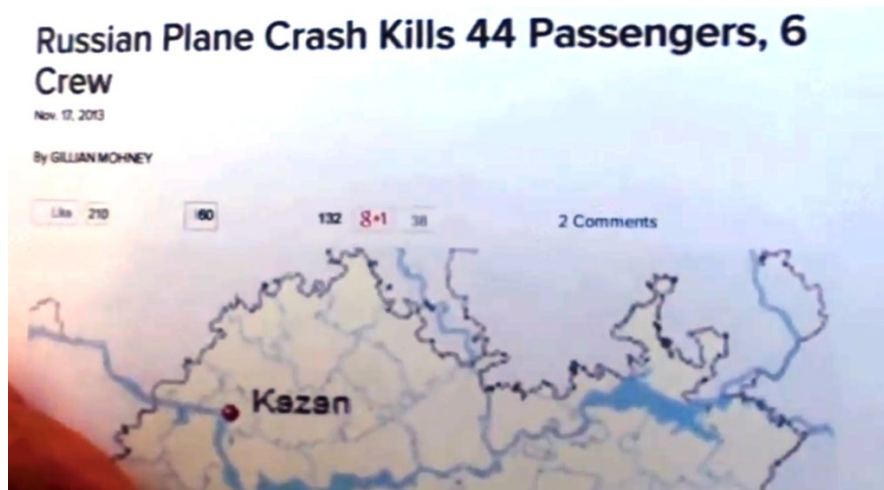 Russian Plane Crash Kills 44 Passengers, 6
Crew
Nov. 17, 2013
By GILLIAN MOHNEY
Like 210 60 132 8+1 38 2 Comments
Kazan